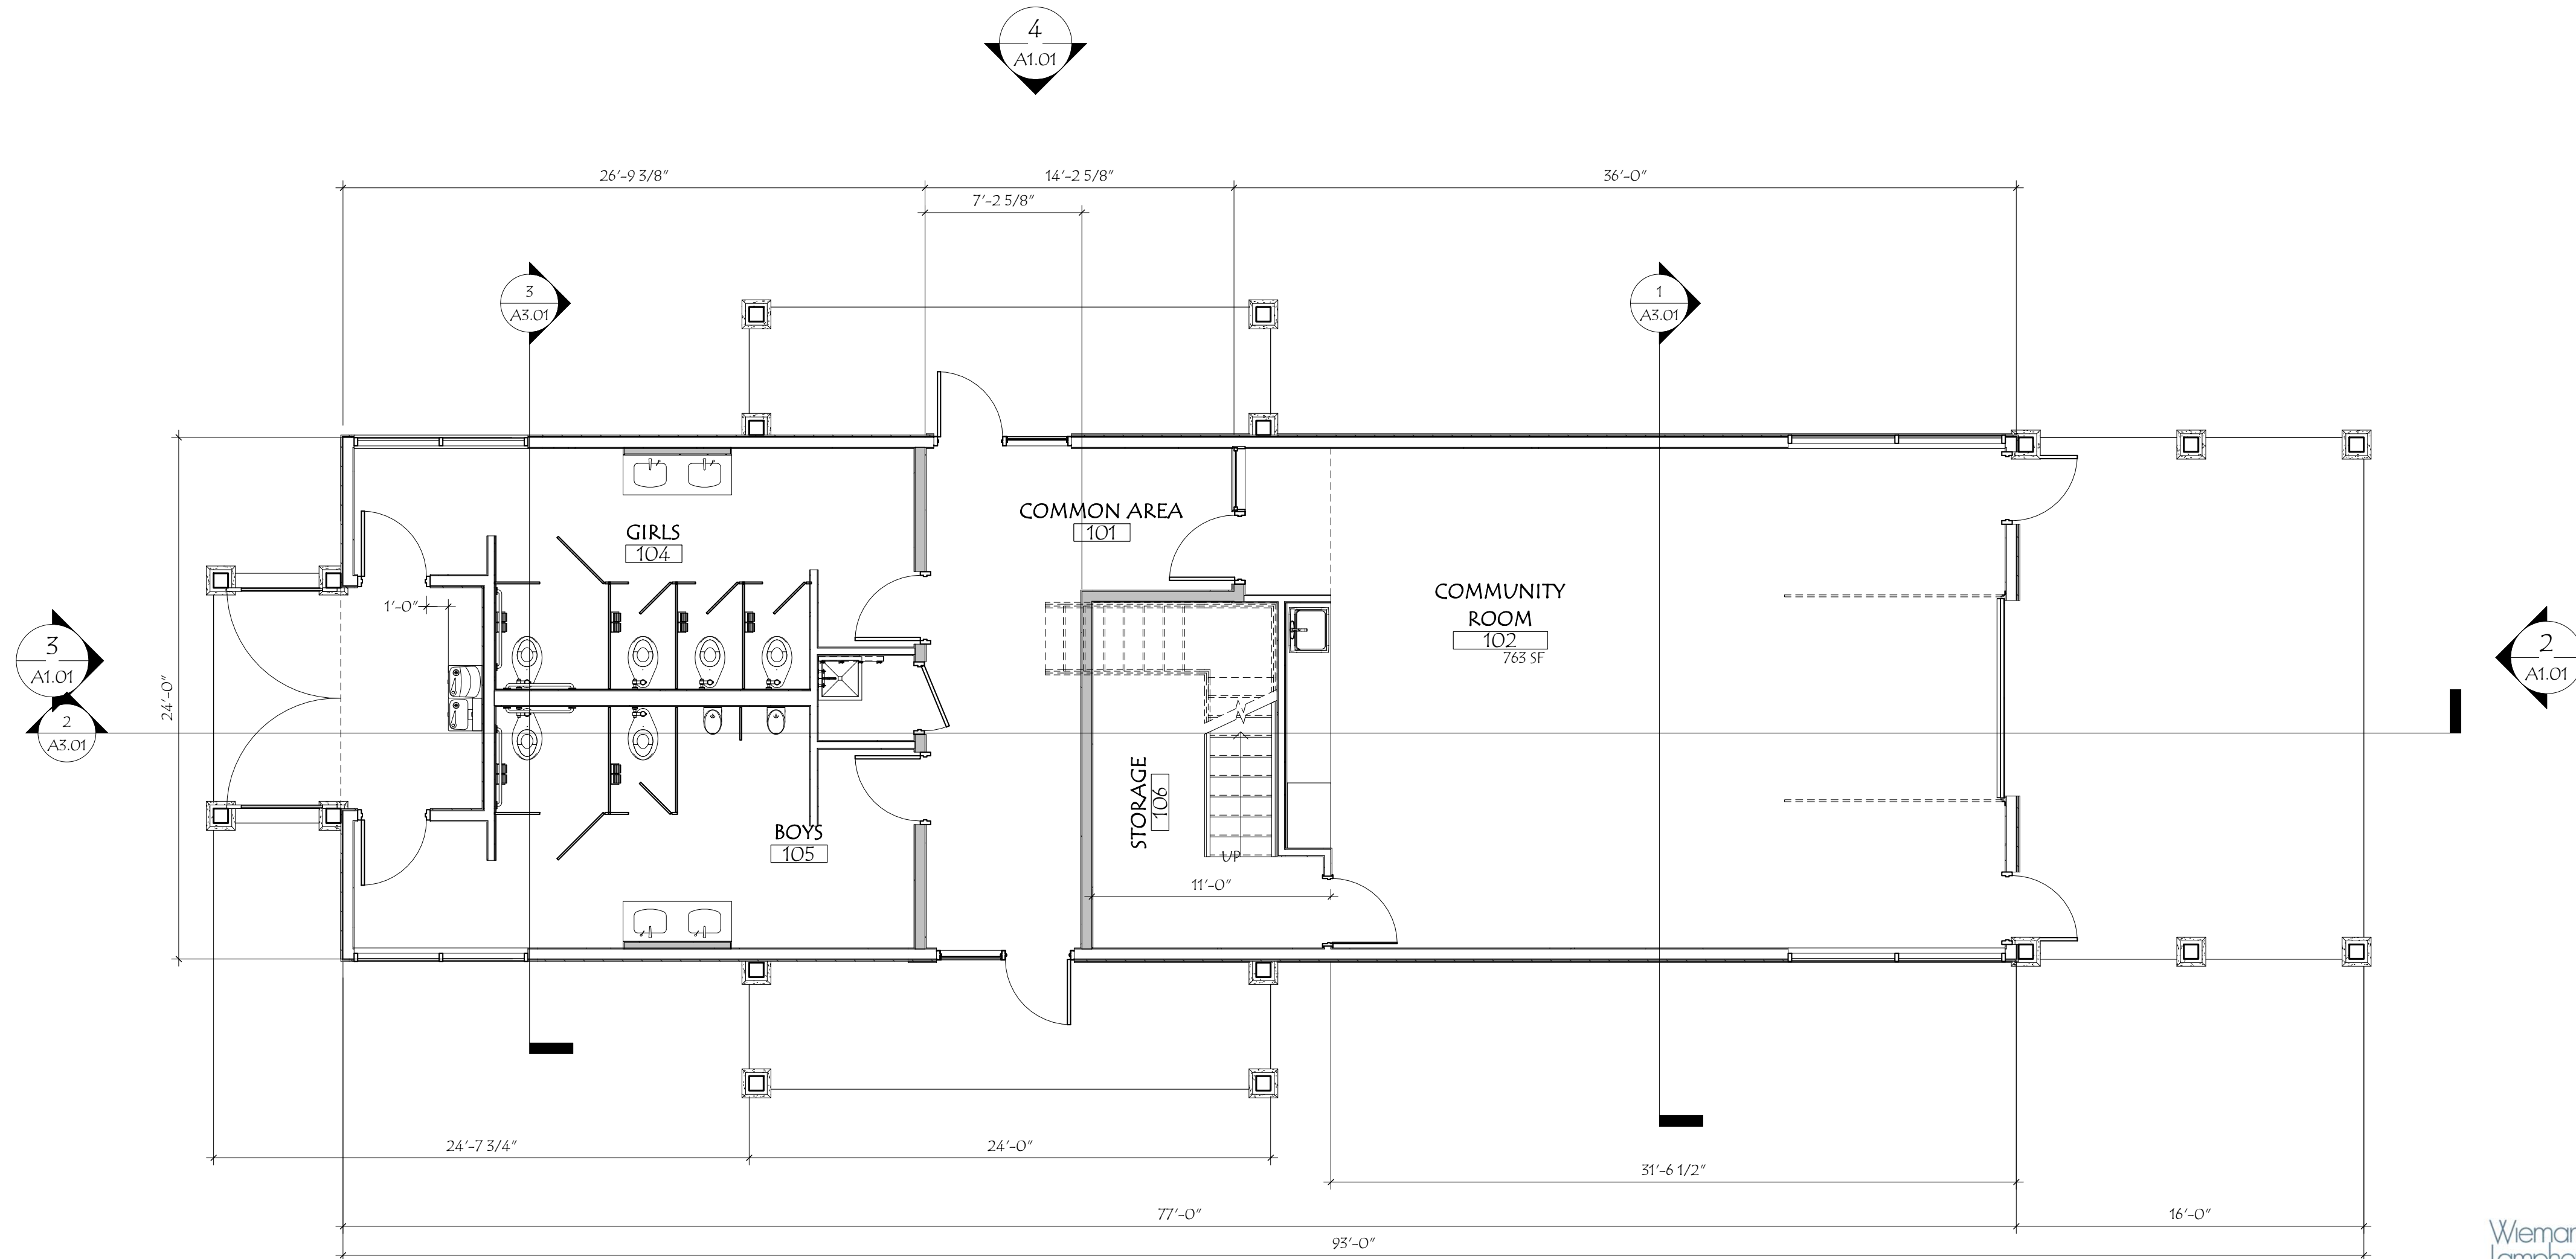 4
A1.01
26'-9 3/8"
14'-2 5/8"
36'-0"
7'-2 5/8"
3
A3.01
1
A3.01
COMMON AREA
101
GIRLS
104
COMMUNITY
ROOM
102
763 SF
1'-0"
3
A1.01
2
A3.01
24'-0"
2
A1.01
STORAGE
106
BOYS
105
UP
11'-0"
24'-7 3/4"
24'-0"
31'-6 1/2"
77'-0"
16'-0"
93'-0"